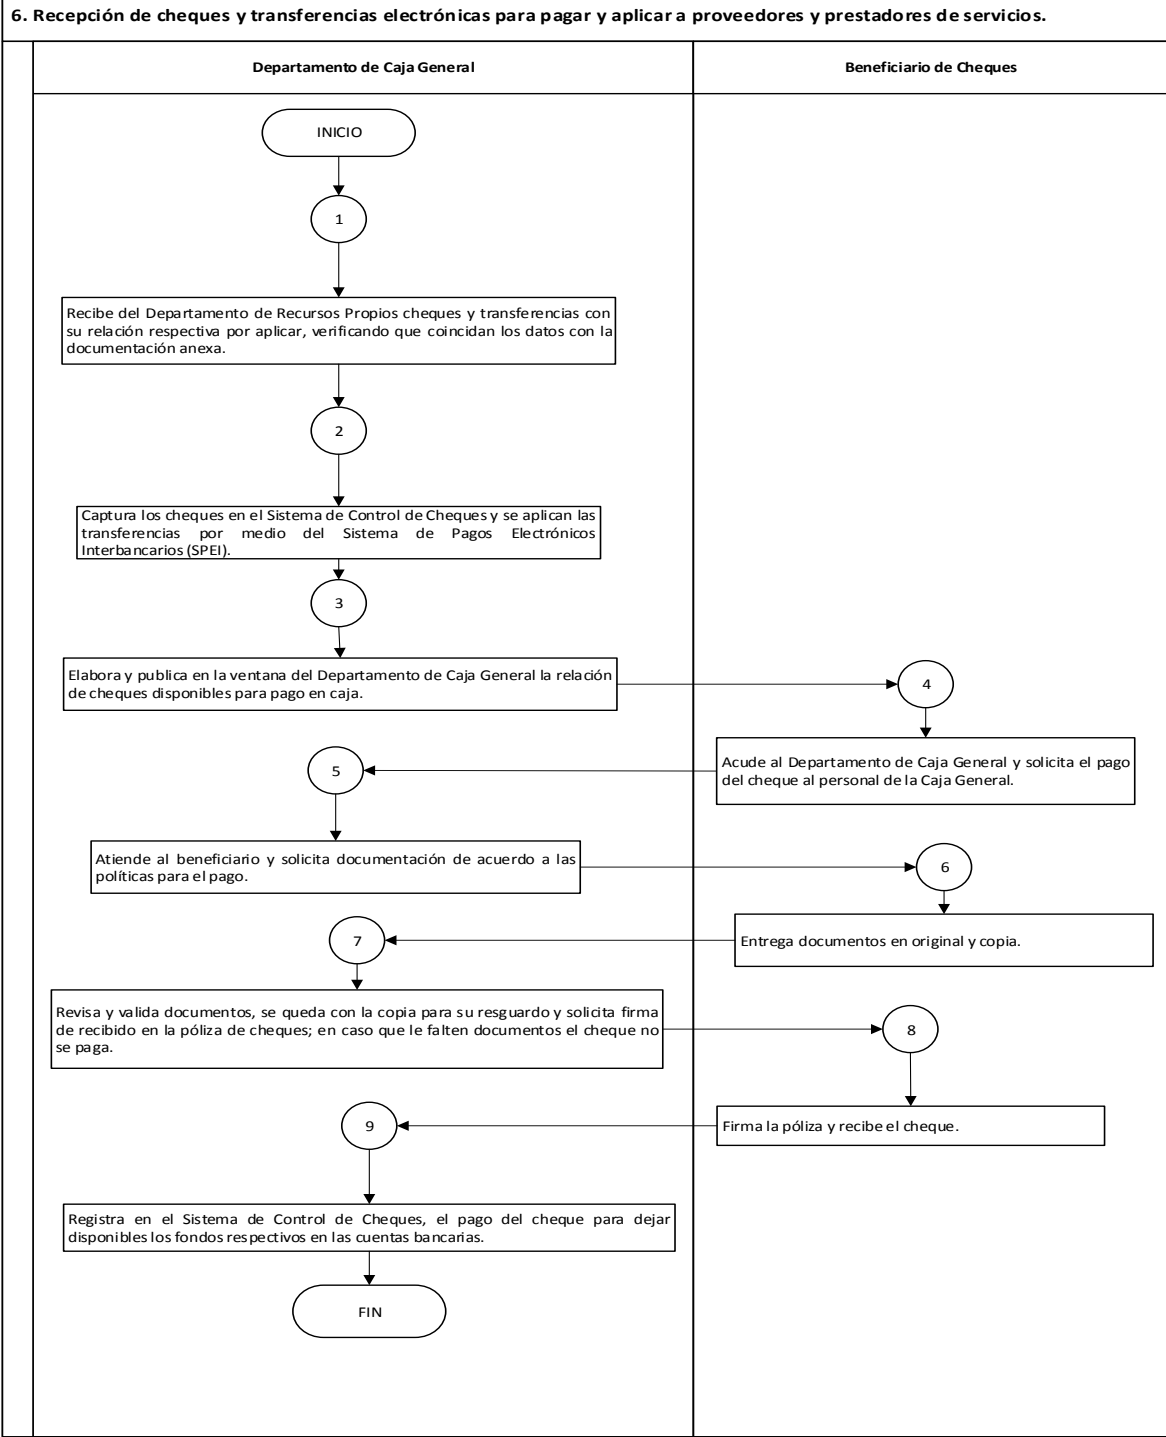 6. Recepción de cheques y transferencias electrónicas para pagar y aplicar a proveedores y prestadores de servicios.
Departamento de Caja General
Beneficiario de Cheques
INICIO
1
Recibe del Departamento de Recursos Propios cheques y transferencias con
su relación respectiva por aplicar, verificando que coincidan los datos con la
documentación anexa.
2
Captura los cheques en el Sistema de Control de Cheques y se aplican las
transferencias por medio del Sistema de Pagos Electrónicos
Interbancarios (SPEI).
3
Elabora y publica en la ventana del Departamento de Caja General la relación
de cheques disponibles para pago en caja.
4
Acude al Departamento de Caja General y solicita el pago
del cheque al personal de la Caja General.
5
Atiende al beneficiario y solicita documentación de acuerdo a las
políticas para el pago.
6
Entrega documentos en original y copia.
7
Revisa y valida documentos, se queda con la copia para su resguardo y solicita firma
de recibido en la póliza de cheques; en caso que le falten documentos el cheque no
se paga.
8
Firma la póliza y recibe el cheque.
9
Registra en el Sistema de Control de Cheques, el pago del cheque para dejar
disponibles los fondos respectivos en las cuentas bancarias.
FIN